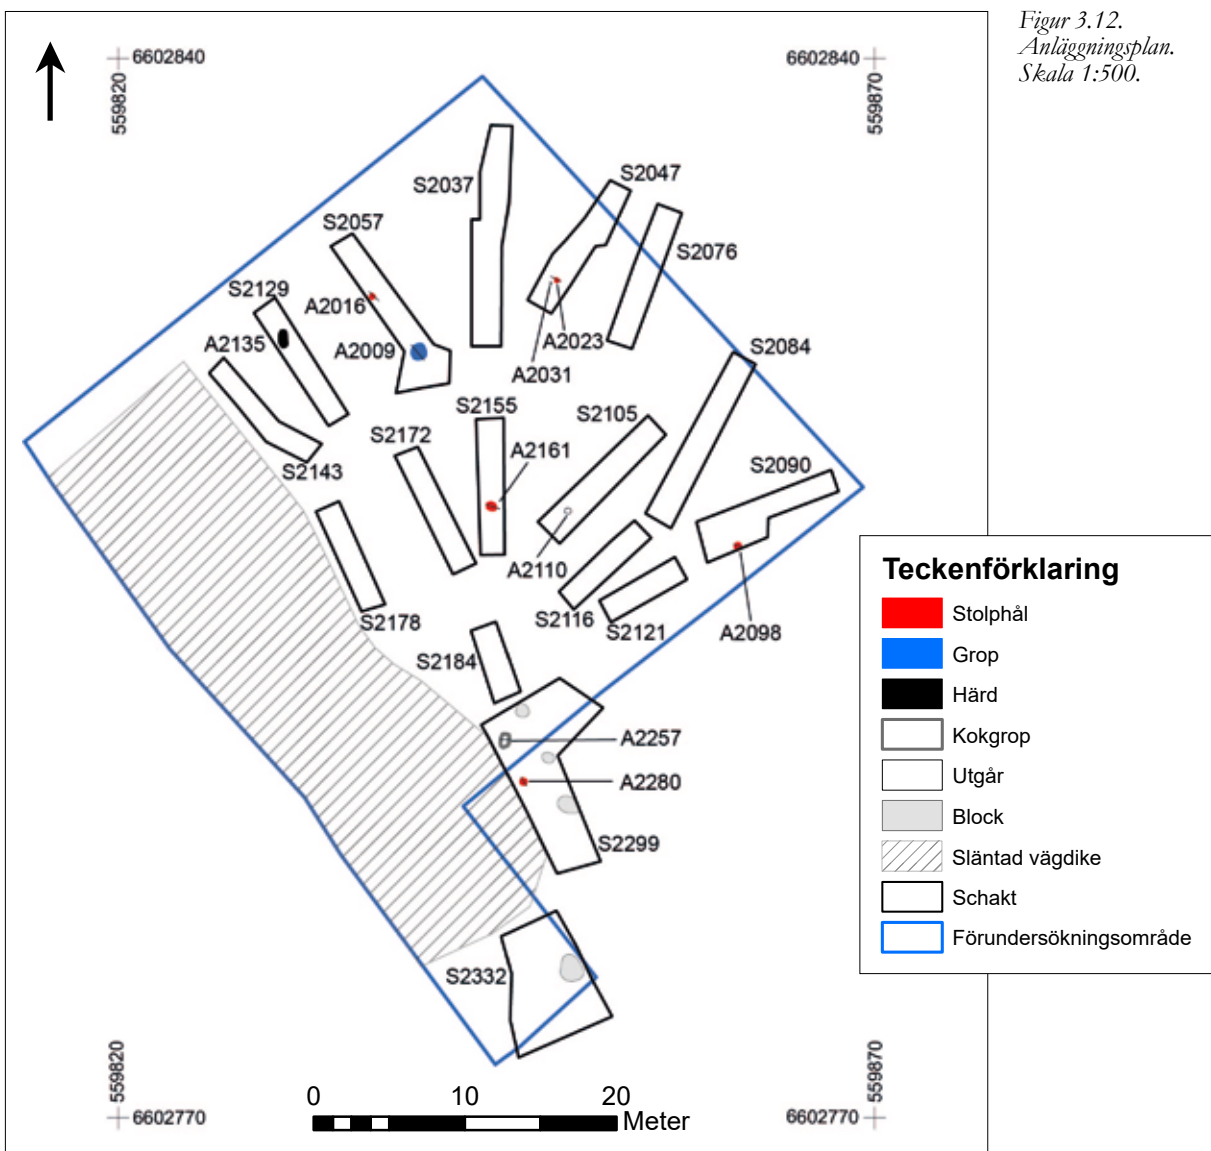 Figur 3.12.
Anläggningsplan.
Skala 1:500.
6602840
6602840
559820
559870
S2037
S2047
S2057
S2076
S2129
A2016
A2135
A2009
A2023
A2031
S2084
S2155
S2105
S2172
A2161
S2090
S2143
A2110
S2178
S2116
S2121
A2098
S2184
A2257
A2280
S2299
S2332
Teckenförklaring
Stolphål
Grop
Härd
Kokgrop
Utgår
Block
Släntad vägdike
Schakt
Förundersökningsområde
559820
559870
6602770
6602770
0 10 20
Meter